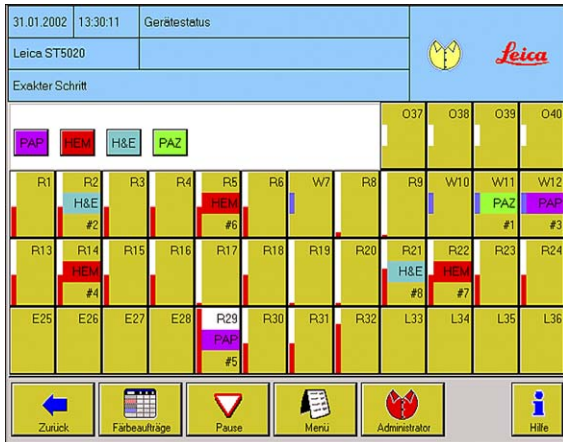 31.01.2002 13:30:11 Gerätestatus
Leica ST5020
Leica
Exakter Schritt
O37 O38 O39 O40
PAP HEM H&E PAZ
R1 R2 R3 R4 R5 R6 W7 R8 R9 W10 W11 W12
H&E HEM PAZ PAP
#2 #6 #1 #3
R13 R14 R15 R16 R17 R18 R19 R20 R21 R22 R23 R24
HEM H&E HEM
#4 #8 #7
E25 E26 E27 E28 R29 R30 R31 R32 L33 L34 L35 L36
PAP
#5
Zurück Färbeaufträge Pause Menü Administrator Hilfe